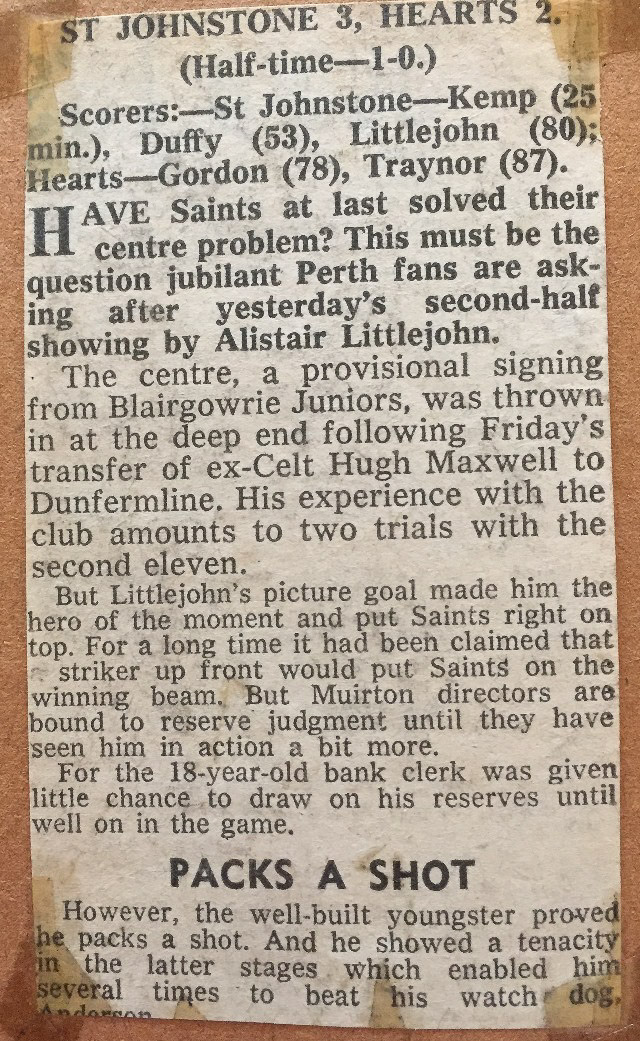 ST JOHNSTONE 3, HEARTS 2.
(Half-time—1-0.)
Scorers:—St Johnstone—Kemp (25
min.), Duffy (53), Littlejohn (80);
Hearts—Gordon (78), Traynor (87).
HAVE Saints at last solved their
centre problem? This must be the
question jubilant Perth fans are ask-
ing after yesterday's second-half
showing by Alistair Littlejohn.
The centre, a provisional signing
from Blairgowrie Juniors, was thrown
in at the deep end following Friday's
transfer of ex-Celt Hugh Maxwell to
Dunfermline. His experience with the
club amounts to two trials with the
second eleven.
But Littlejohn's picture goal made him the
hero of the moment and put Saints right on
top. For a long time it had been claimed that
striker up front would put Saints on the
winning beam. But Muirton directors are
bound to reserve judgment until they have
seen him in action a bit more.
For the 18-year-old bank clerk was given
little chance to draw on his reserves until
well on in the game.
PACKS A SHOT
However, the well-built youngster proved
he packs a shot. And he showed a tenacity
in the latter stages which enabled him
several times to beat his watch dog,
Anderson